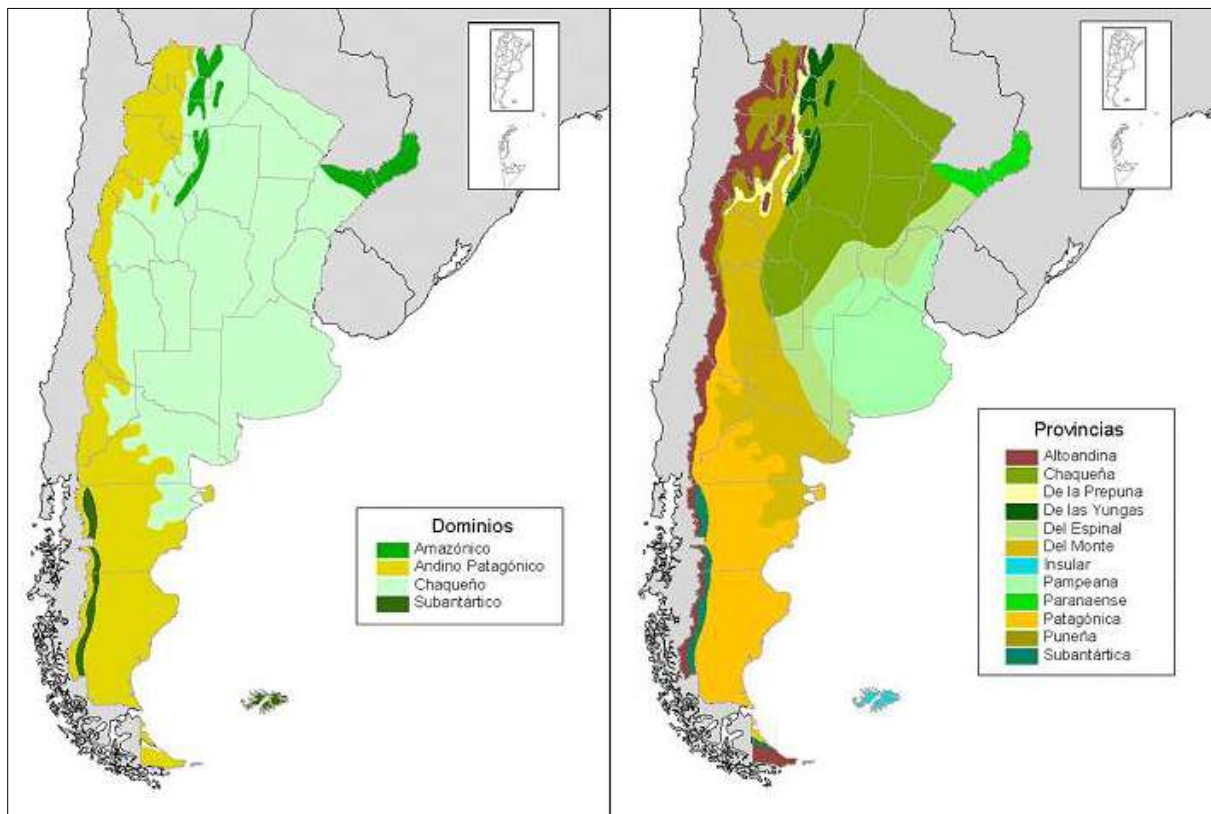 Dominios
Amazónico
Andino Patagónico
Chaqueño
Subantártico
Provincias
Altoandina
Chaqueña
De la Prepuna
De las Yungas
Del Espinal
Del Monte
Insular
Pampeana
Paranaense
Patagónica
Puneña
Subantártica